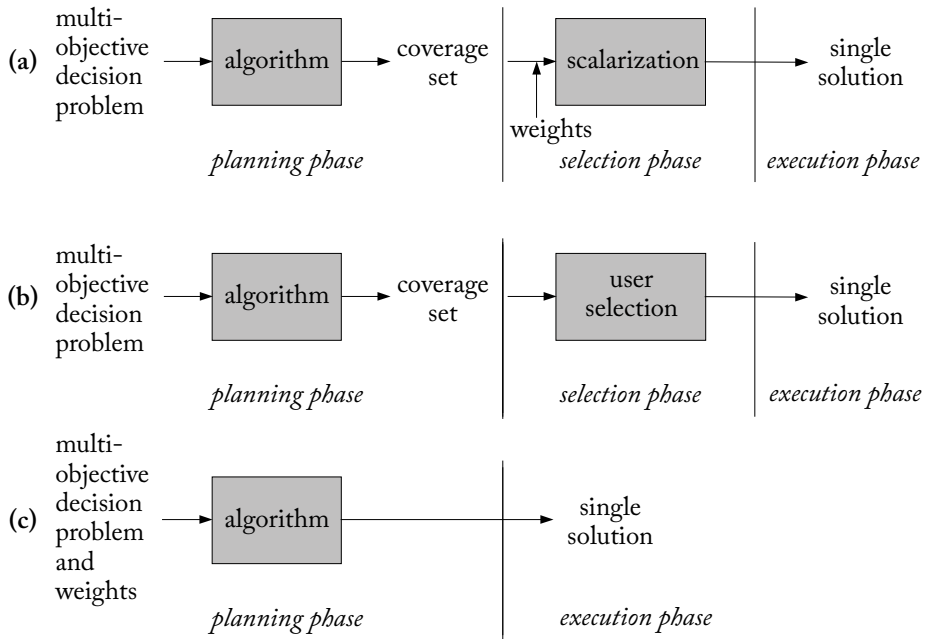 (a)
multi-
objective
decision
problem
algorithm
coverage
set
weights
scalarization
single
solution
planning phase
selection phase
execution phase
(b)
multi-
objective
decision
problem
algorithm
coverage
set
user
selection
single
solution
planning phase
selection phase
execution phase
(c)
multi-
objective
decision
problem
and
weights
algorithm
single
solution
planning phase
execution phase